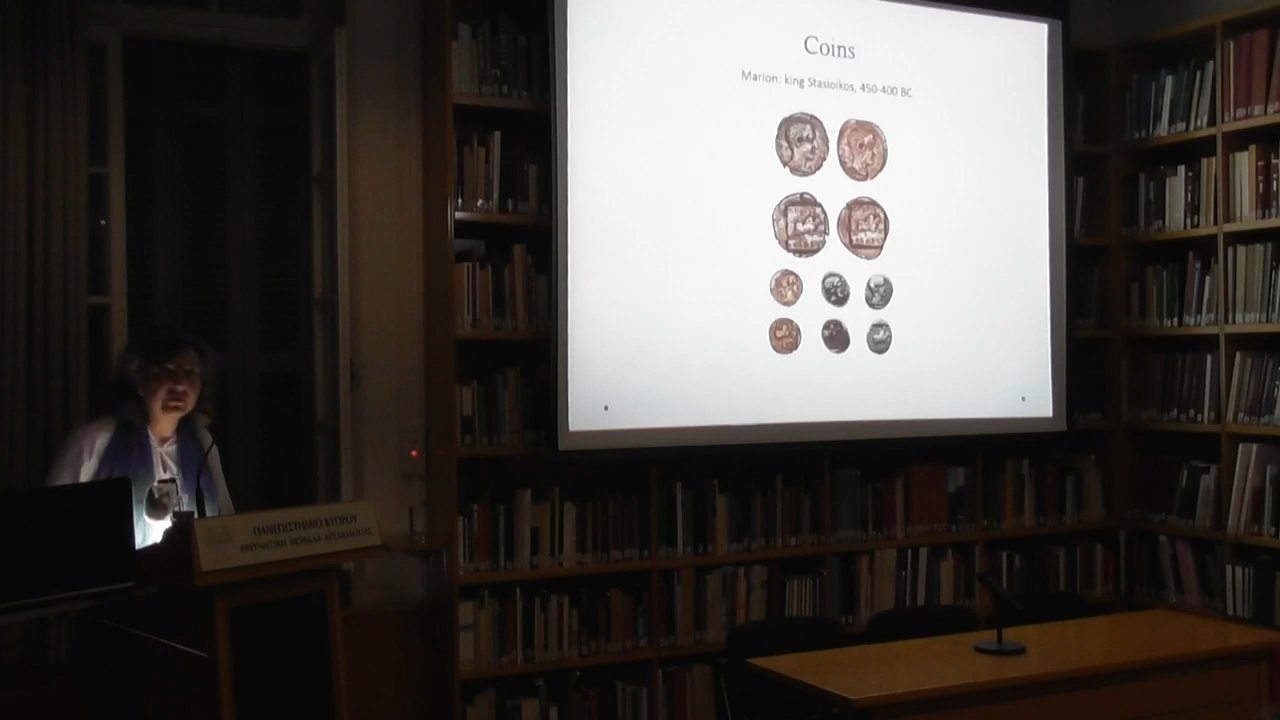 Coins
Marion: king Stasioikos, 450-400 BC
ΠΑΝΕΠΙΣΤΗΜΙΟ ΚΥΠΡΟΥ
ΕΡΕΥΝΗΤΙΚΗ ΜΟΝΑΔΑ ΑΡΧΑΙΟΛΟΓΙΑΣ